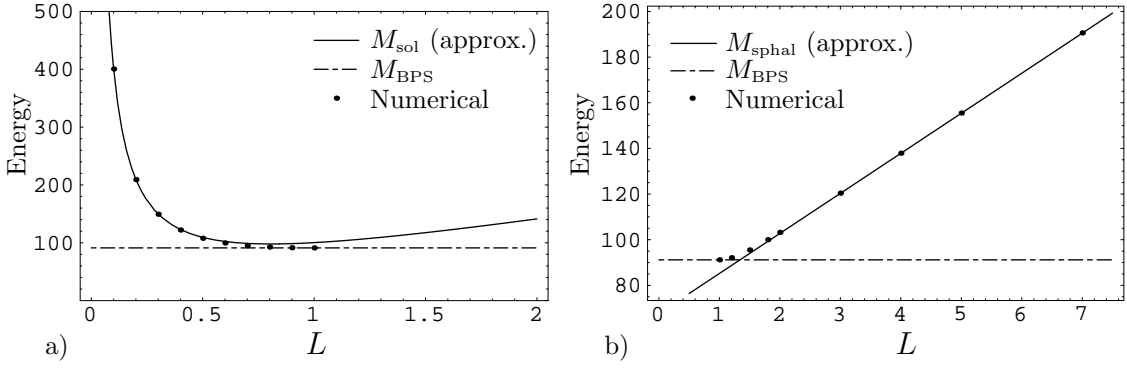 500
400
300
200
100
Energy
M_sol (approx.)
M_BPS
Numerical
0
0.5
1
1.5
2
a)
L
200
180
160
140
120
100
80
Energy
M_sphal (approx.)
M_BPS
Numerical
0
1
2
3
4
5
6
7
b)
L